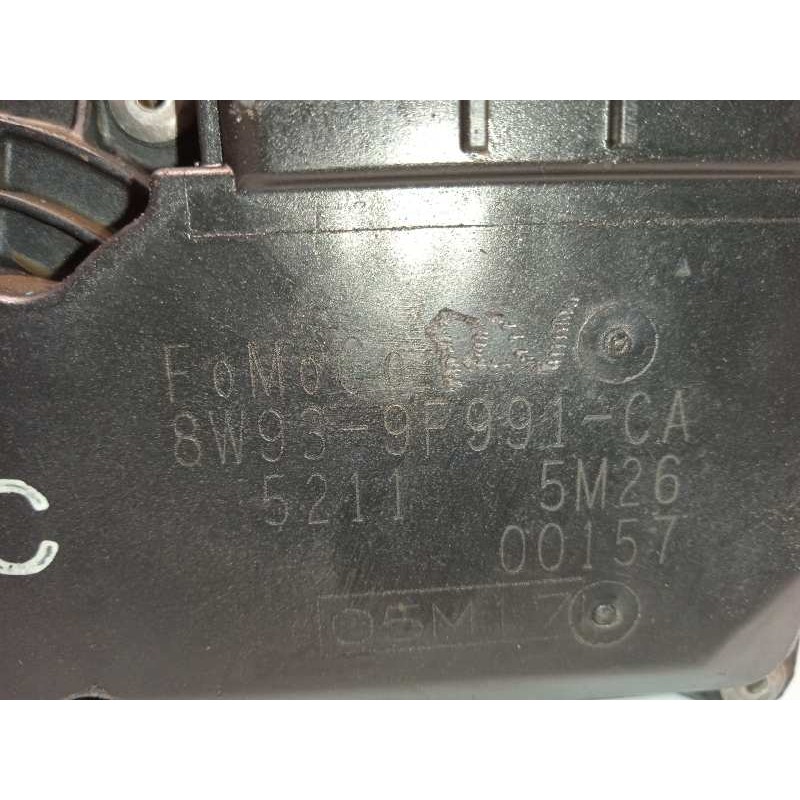 FoMoCo
8W93-9F991-CA
5211 5M26
00157
05M17
C